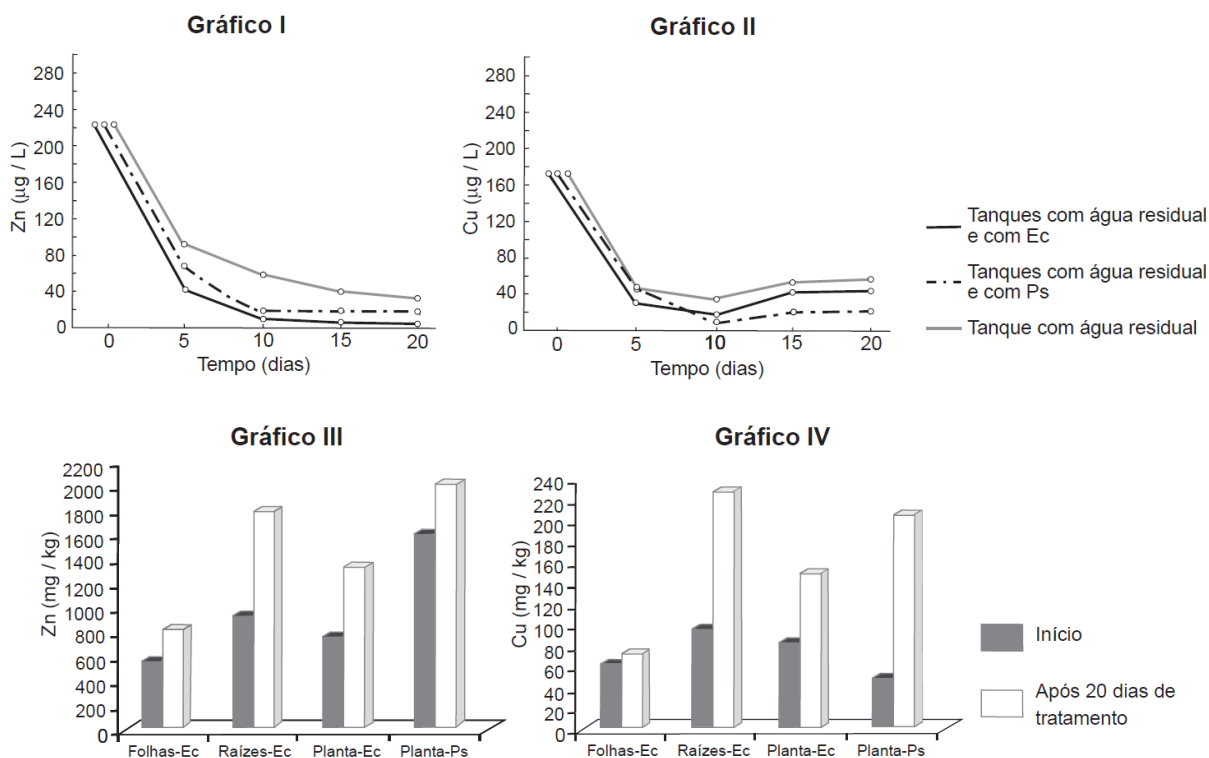 Gráfico I
Zn (µg / L)
280
240
200
160
120
80
40
0
0 5 10 15 20
Tempo (dias)
Gráfico II
Cu (µg / L)
280
240
200
160
120
80
40
0
0 5 10 15 20
Tempo (dias)
Tanques com água residual
e com Ec
Tanques com água residual
e com Ps
Tanque com água residual
Gráfico III
Zn (mg / kg)
2200
2000
1800
1600
1400
1200
1000
800
600
400
200
0
Folhas-Ec Raízes-Ec Planta-Ec Planta-Ps
Gráfico IV
Cu (mg / kg)
240
220
200
180
160
140
120
100
80
60
40
20
0
Folhas-Ec Raízes-Ec Planta-Ec Planta-Ps
Início
Após 20 dias de
tratamento